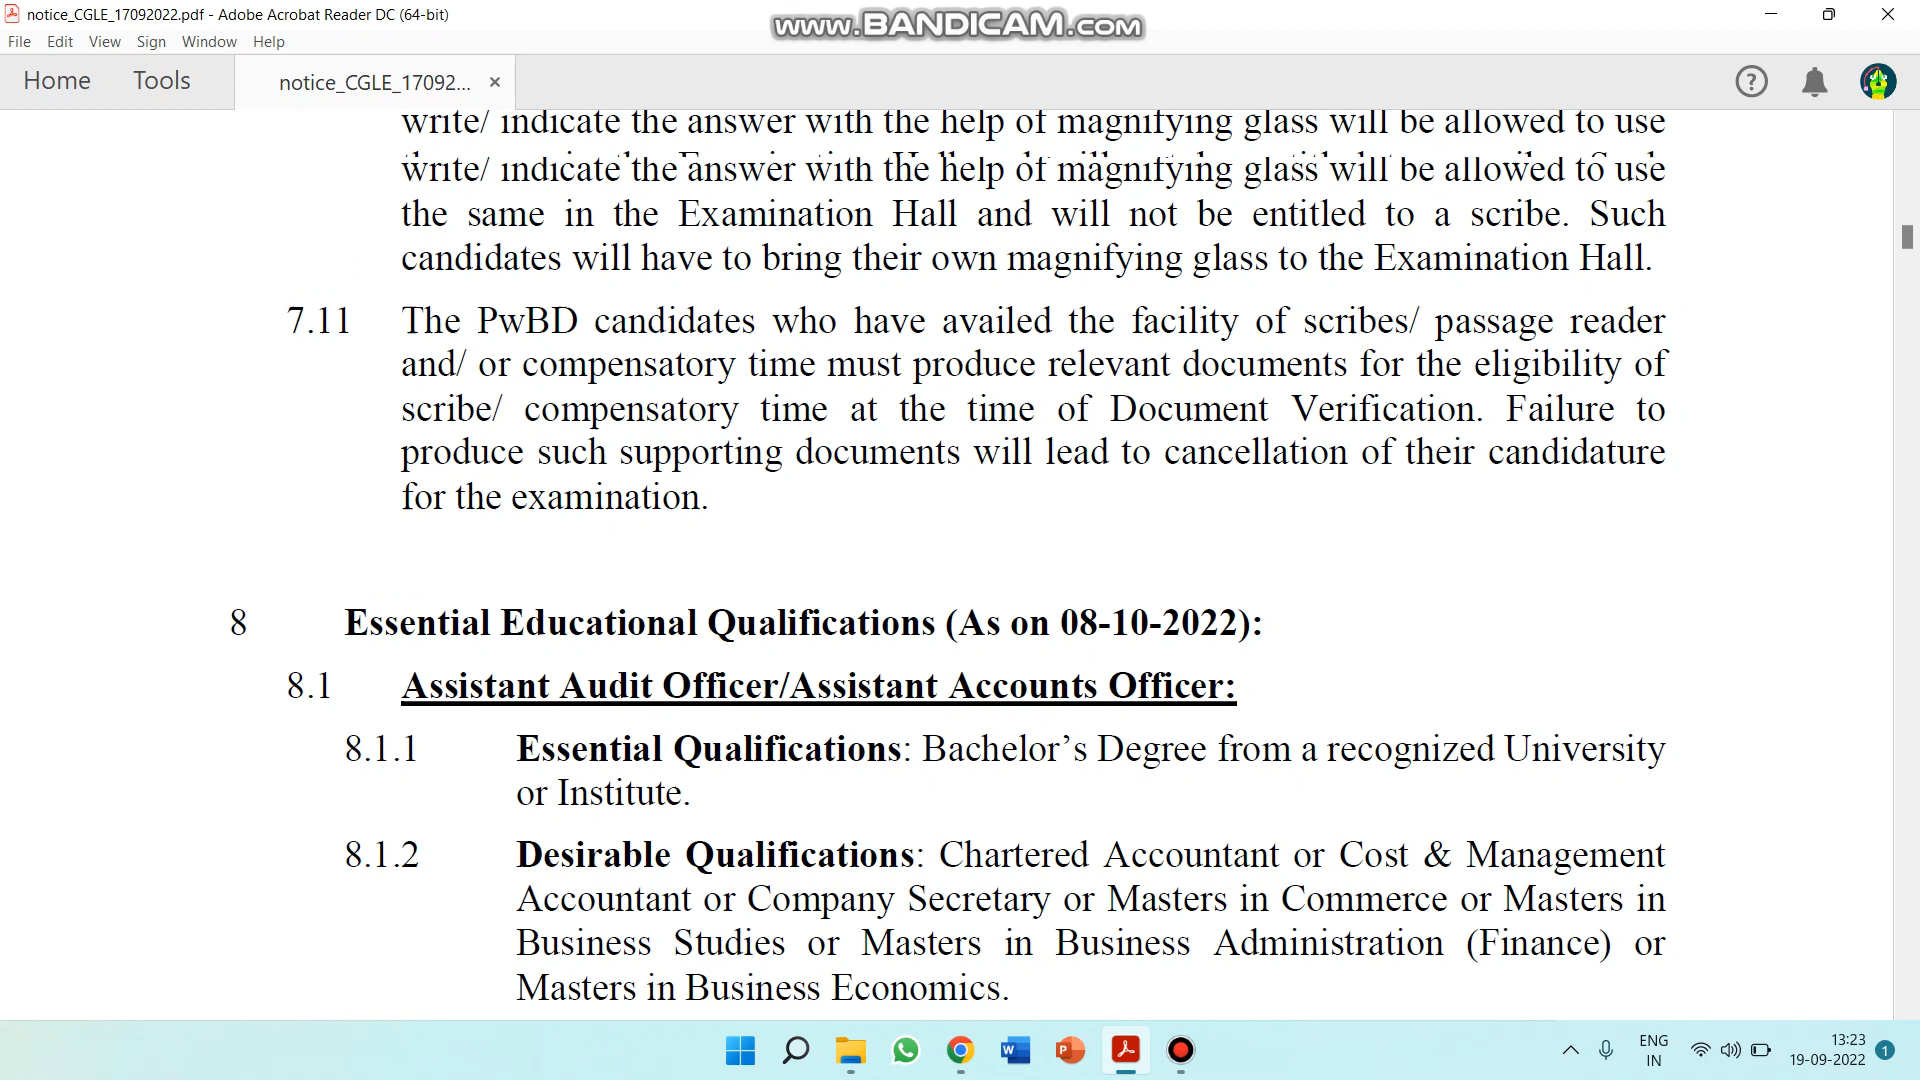 notice_CGLE_17092022.pdf - Adobe Acrobat Reader DC (64-bit)
www.BANDICAM.com
File Edit View Sign Window Help
Home Tools notice_CGLE_17092... ×
write/ indicate the answer with the help of magnifying glass will be allowed to use
write/ indicate the answer with the help of magnifying glass will be allowed to use
the same in the Examination Hall and will not be entitled to a scribe. Such
candidates will have to bring their own magnifying glass to the Examination Hall.
7.11 The PwBD candidates who have availed the facility of scribes/ passage reader
and/ or compensatory time must produce relevant documents for the eligibility of
scribe/ compensatory time at the time of Document Verification. Failure to
produce such supporting documents will lead to cancellation of their candidature
for the examination.
8 Essential Educational Qualifications (As on 08-10-2022):
8.1 Assistant Audit Officer/Assistant Accounts Officer:
8.1.1 Essential Qualifications: Bachelor’s Degree from a recognized University
or Institute.
8.1.2 Desirable Qualifications: Chartered Accountant or Cost & Management
Accountant or Company Secretary or Masters in Commerce or Masters in
Business Studies or Masters in Business Administration (Finance) or
Masters in Business Economics.
ENG 13:23
IN 19-09-2022 1